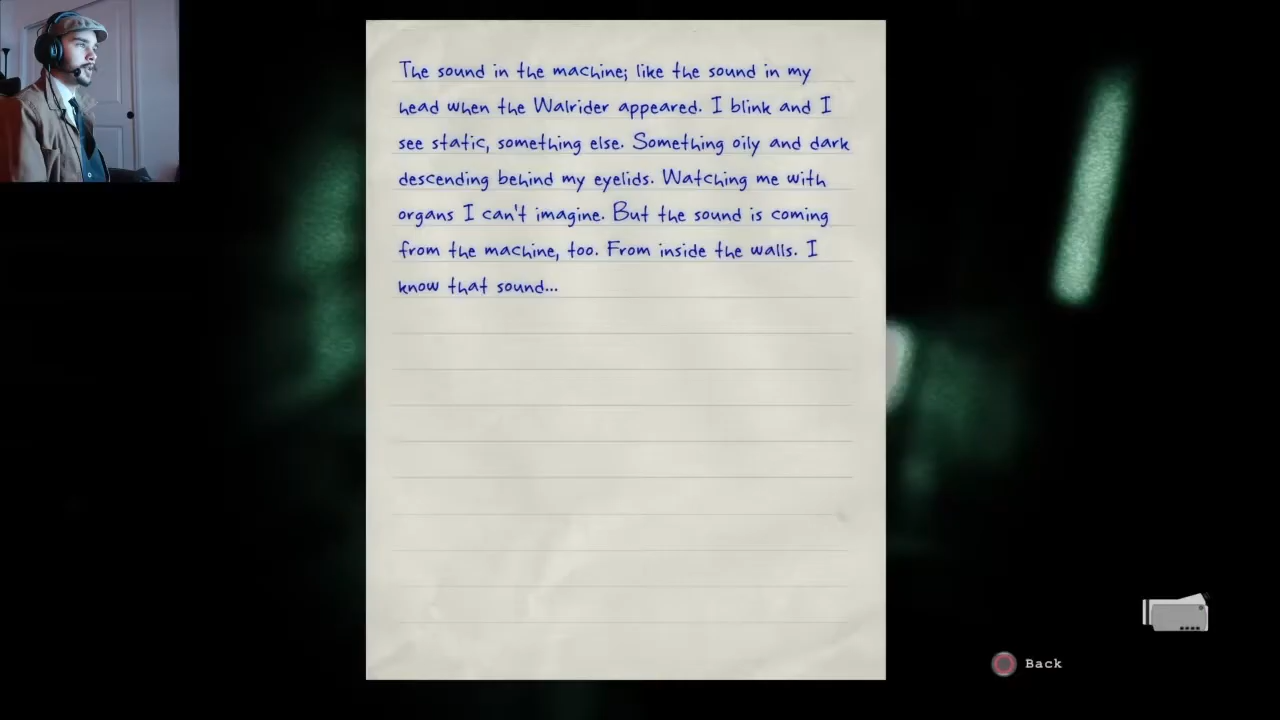 The sound in the machine; like the sound in my
head when the Walrider appeared. I blink and I
see static, something else. Something oily and dark
descending behind my eyelids. Watching me with
organs I can't imagine. But the sound is coming
from the machine, too. From inside the walls. I
know that sound...
Back